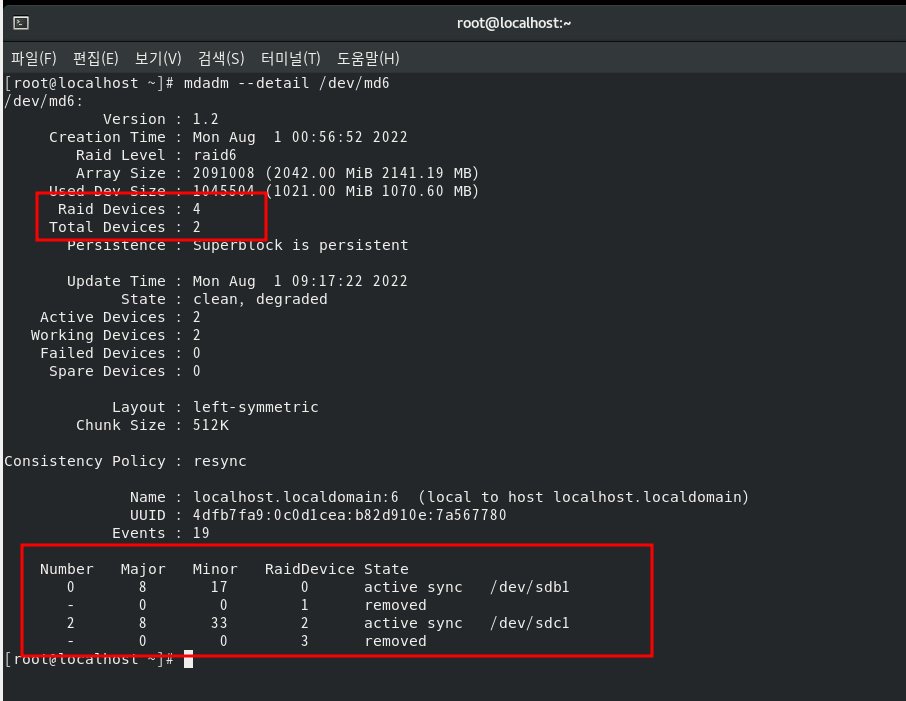 root@localhost:~
파일(F) 편집(E) 보기(V) 검색(S) 터미널(T) 도움말(H)
[root@localhost ~]# mdadm --detail /dev/md6
/dev/md6:
Version : 1.2
Creation Time : Mon Aug  1 00:56:52 2022
Raid Level : raid6
Array Size : 2091008 (2042.00 MiB 2141.19 MB)
Used Dev Size : 1045504 (1021.00 MiB 1070.60 MB)
Raid Devices : 4
Total Devices : 2
Persistence : Superblock is persistent
Update Time : Mon Aug  1 09:17:22 2022
State : clean, degraded
Active Devices : 2
Working Devices : 2
Failed Devices : 0
Spare Devices : 0
Layout : left-symmetric
Chunk Size : 512K
Consistency Policy : resync
Name : localhost.localdomain:6  (local to host localhost.localdomain)
UUID : 4dfb7fa9:0c0d1cea:b82d910e:7a567780
Events : 19
Number   Major   Minor   RaidDevice State
0       8       17        0      active sync   /dev/sdb1
-       0        0        1      removed
2       8       33        2      active sync   /dev/sdc1
-       0        0        3      removed
[root@localhost ~]#